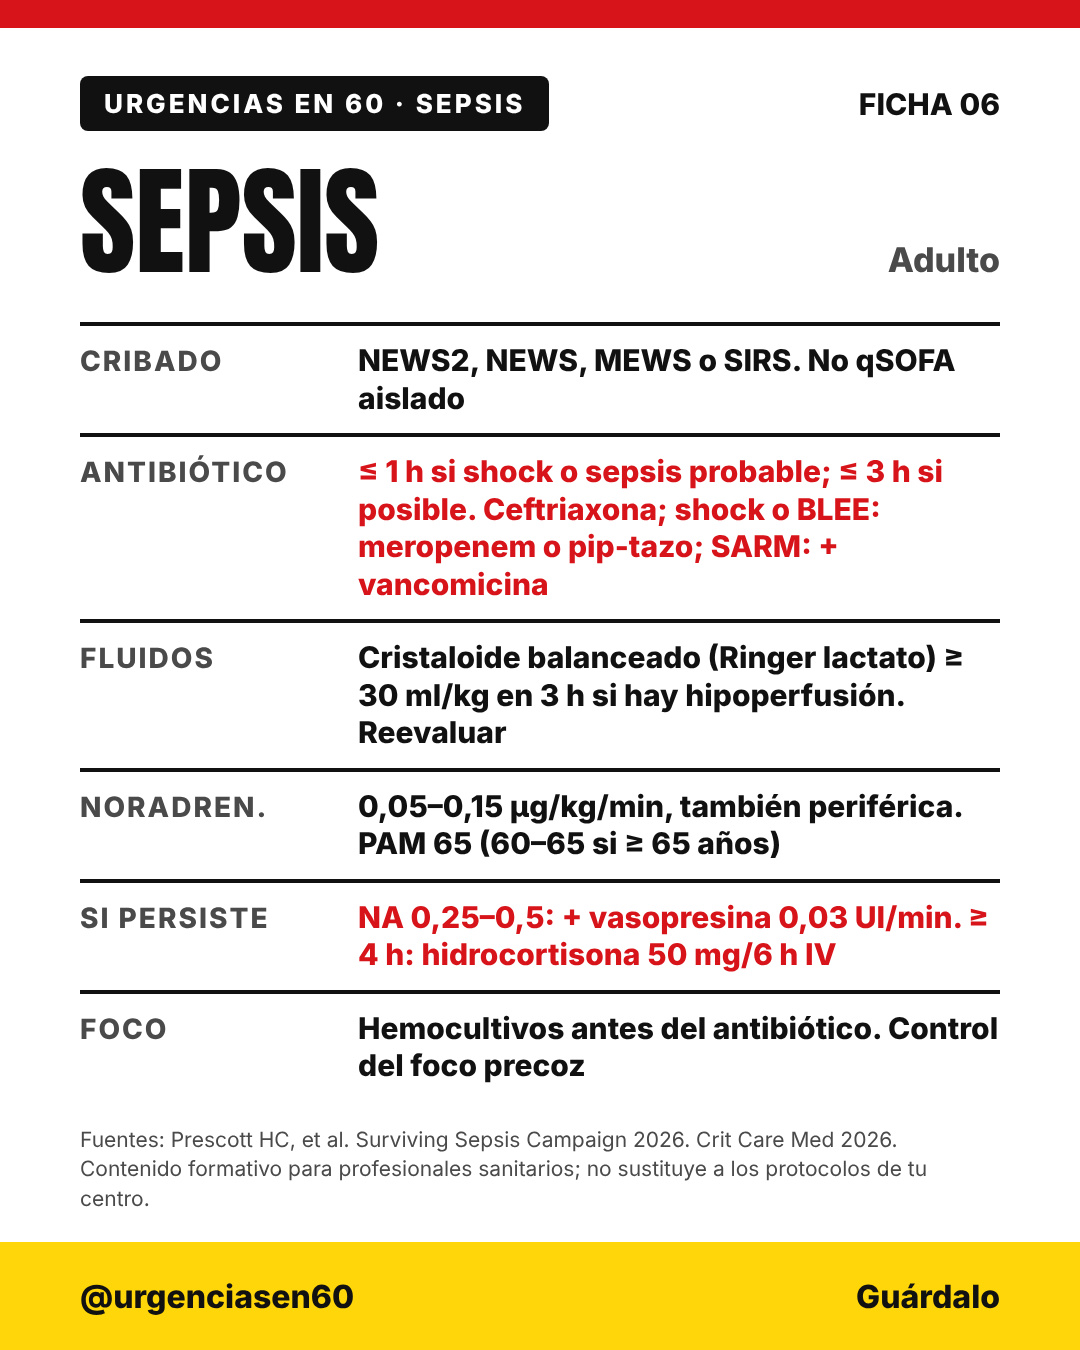 URGENCIAS EN 60 · SEPSIS
FICHA 06
SEPSIS
Adulto
CRIBADO
NEWS2, NEWS, MEWS o SIRS. No qSOFA
aislado
ANTIBIÓTICO
≤ 1 h si shock o sepsis probable; ≤ 3 h si
posible. Ceftriaxona; shock o BLEE:
meropenem o pip-tazo; SARM: +
vancomicina
FLUIDOS
Cristaloide balanceado (Ringer lactato) ≥
30 ml/kg en 3 h si hay hipoperfusión.
Reevaluar
NORADREN.
0,05–0,15 µg/kg/min, también periférica.
PAM 65 (60–65 si ≥ 65 años)
SI PERSISTE
NA 0,25–0,5: + vasopresina 0,03 UI/min. ≥
4 h: hidrocortisona 50 mg/6 h IV
FOCO
Hemocultivos antes del antibiótico. Control
del foco precoz
Fuentes: Prescott HC, et al. Surviving Sepsis Campaign 2026. Crit Care Med 2026.
Contenido formativo para profesionales sanitarios; no sustituye a los protocolos de tu
centro.
@urgenciasen60
Guárdalo